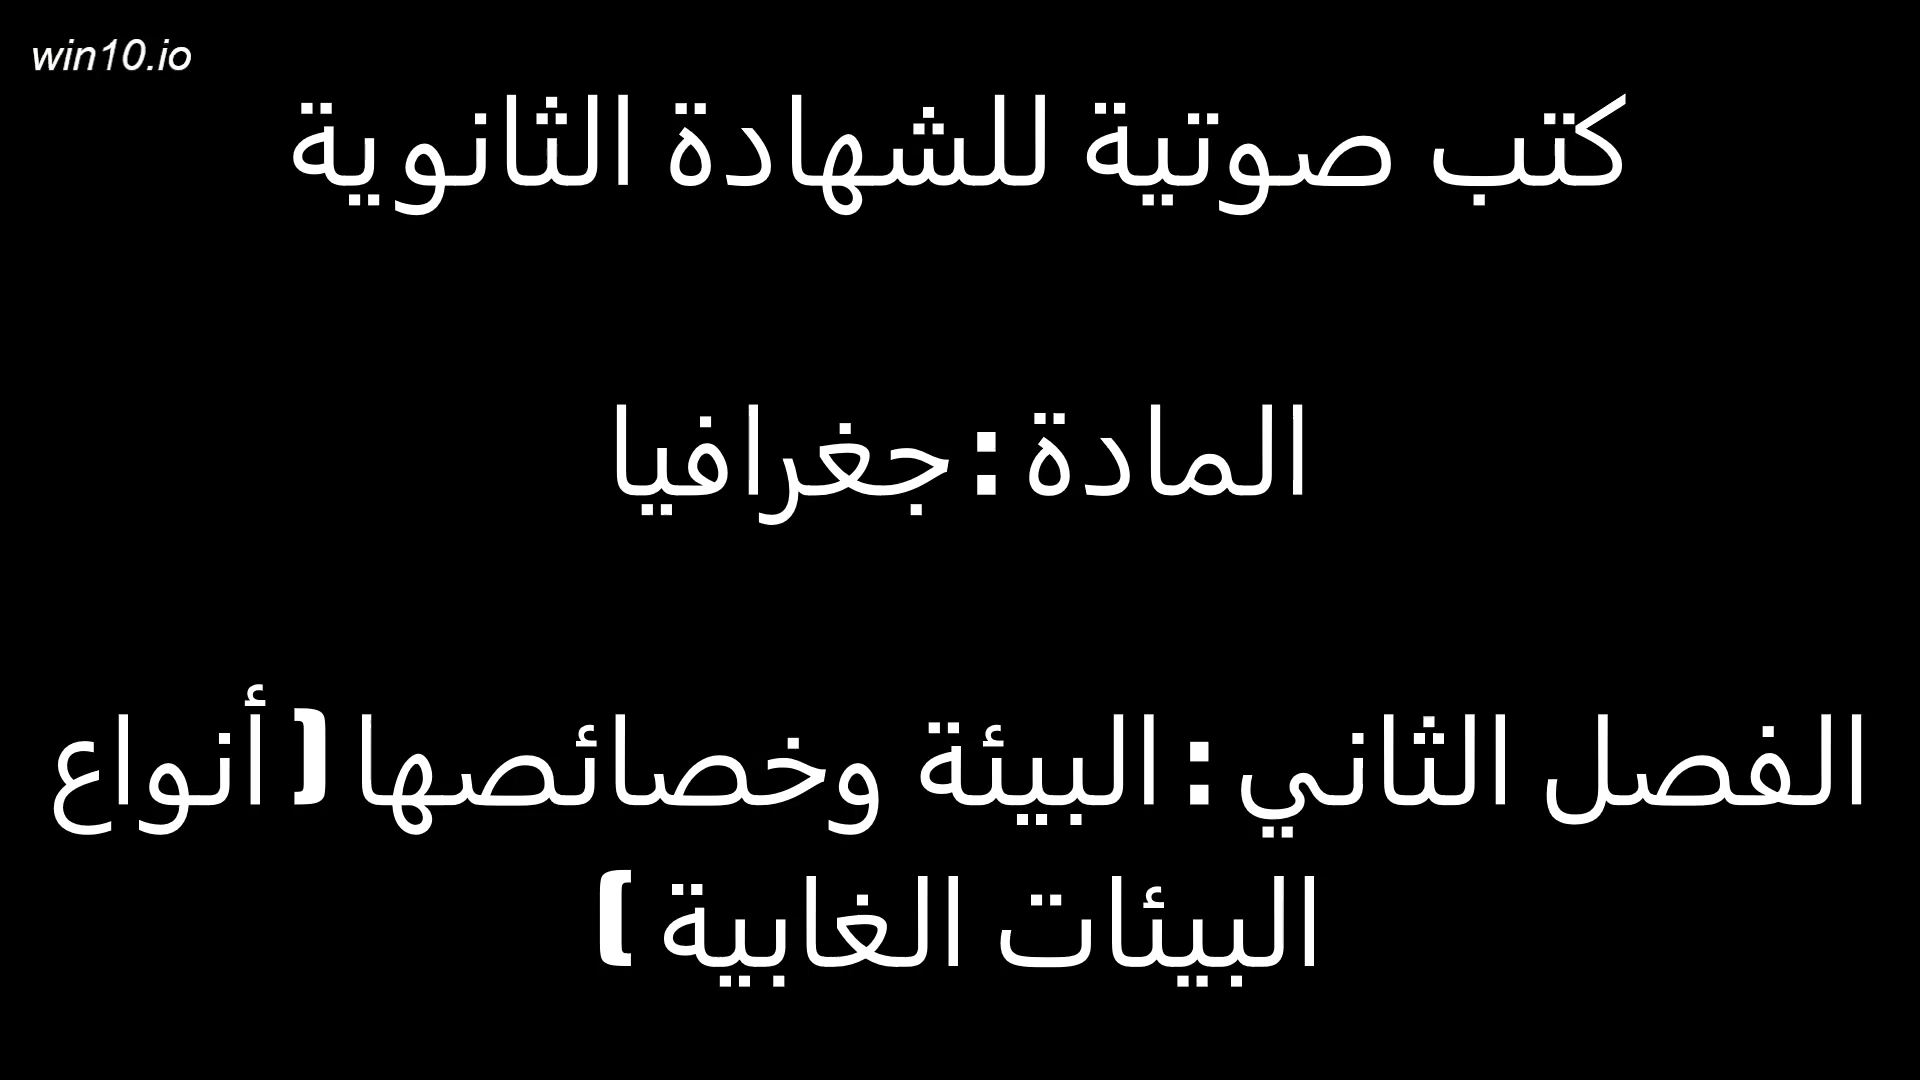 win10.io
كتب صوتية للشهادة الثانوية
المادة : جغرافيا
الفصل الثاني : البيئة وخصائصها ( أنواع
البيئات الغابية )